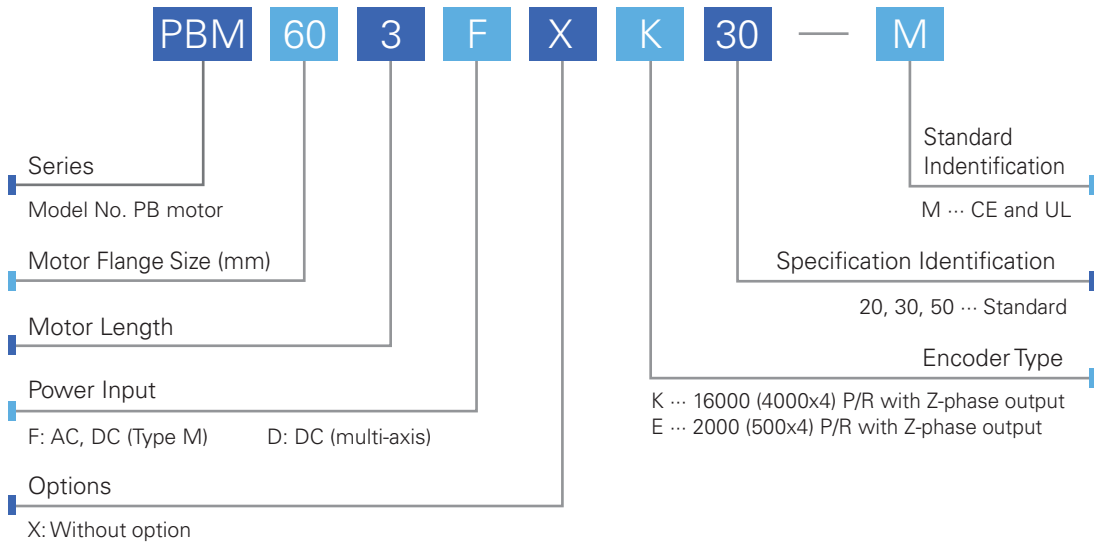 PBM 60 3 F X K 30 — M
Series
Model No. PB motor
Motor Flange Size (mm)
Motor Length
Power Input
F: AC, DC (Type M) D: DC (multi-axis)
Options
X: Without option
Standard
Indentification
M ··· CE and UL
Specification Identification
20, 30, 50 ··· Standard
Encoder Type
K ··· 16000 (4000x4) P/R with Z-phase output
E ··· 2000 (500x4) P/R with Z-phase output